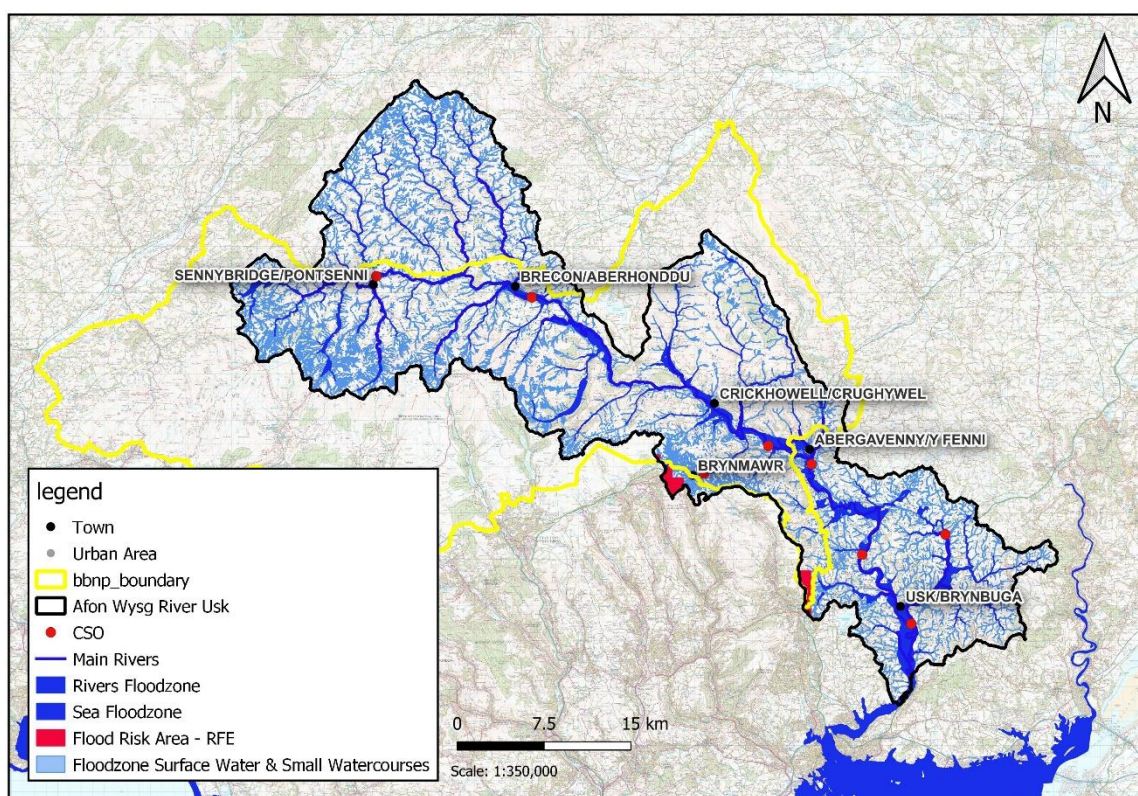 N
SENNYBRIDGE/PONTSENNI
BRECON/ABERHONDDU
CRICKHOWELL/CRUGHYWEL
ABERGAVENNY/Y FENNI
BRYNMAWR
USK/BRYNBUGA
legend
Town
Urban Area
bbnp_boundary
Afon Wysg River Usk
CSO
Main Rivers
Rivers Floodzone
Sea Floodzone
Flood Risk Area - RFE
Floodzone Surface Water & Small Watercourses
0 7.5 15 km
Scale: 1:350,000